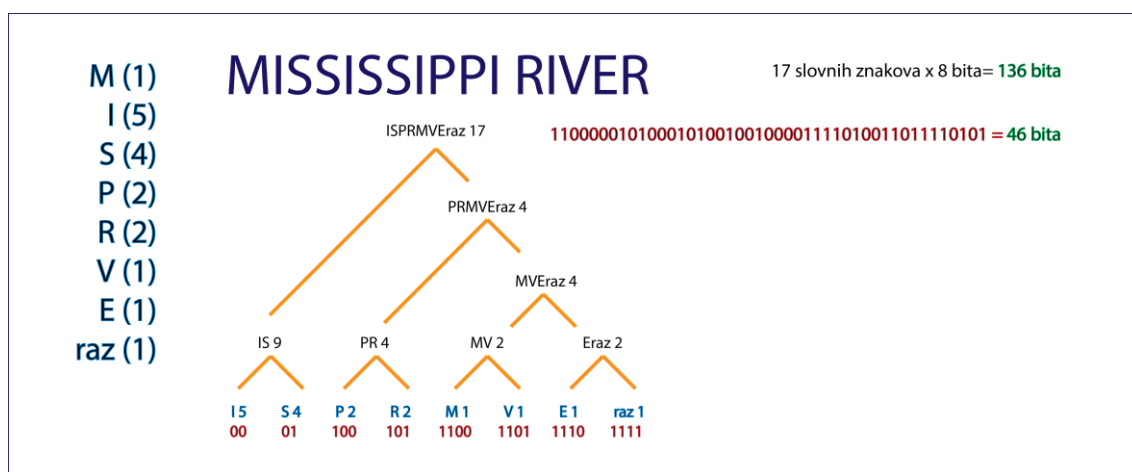 MISSISSIPPI RIVER
17 slovnih znakova x 8 bita= 136 bita
110000010100010100100100001111010011011110101 = 46 bita
M (1)
I (5)
S (4)
P (2)
R (2)
V (1)
E (1)
raz (1)
ISPRMVEraz 17
PRMVEraz 4
MVEraz 4
IS 9 PR 4 MV 2 Eraz 2
I 5 S 4 P 2 R 2 M 1 V 1 E 1 raz 1
00 01 100 101 1100 1101 1110 1111